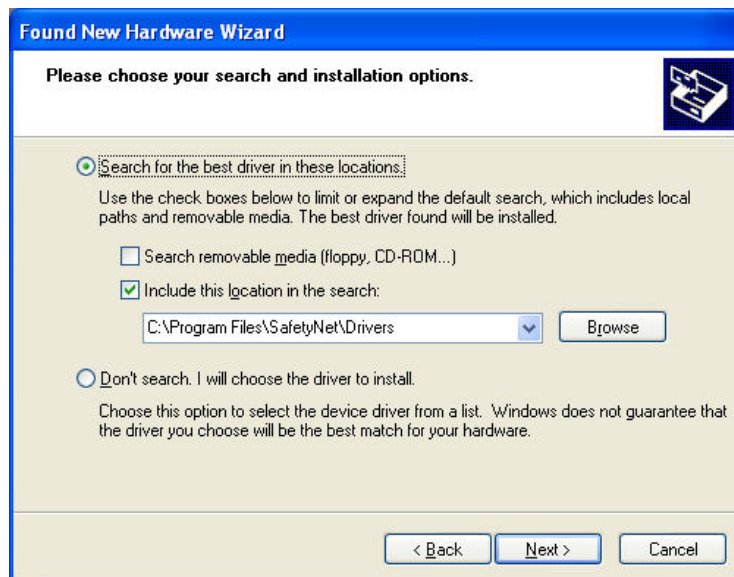 Found New Hardware Wizard
Please choose your search and installation options.
Search for the best driver in these locations.
Use the check boxes below to limit or expand the default search, which includes local
paths and removable media. The best driver found will be installed.
Search removable media (floppy, CD-ROM...)
Include this location in the search:
C:\Program Files\SafetyNet\Drivers
Browse
Don't search. I will choose the driver to install.
Choose this option to select the device driver from a list. Windows does not guarantee that
the driver you choose will be the best match for your hardware.
< Back Next > Cancel